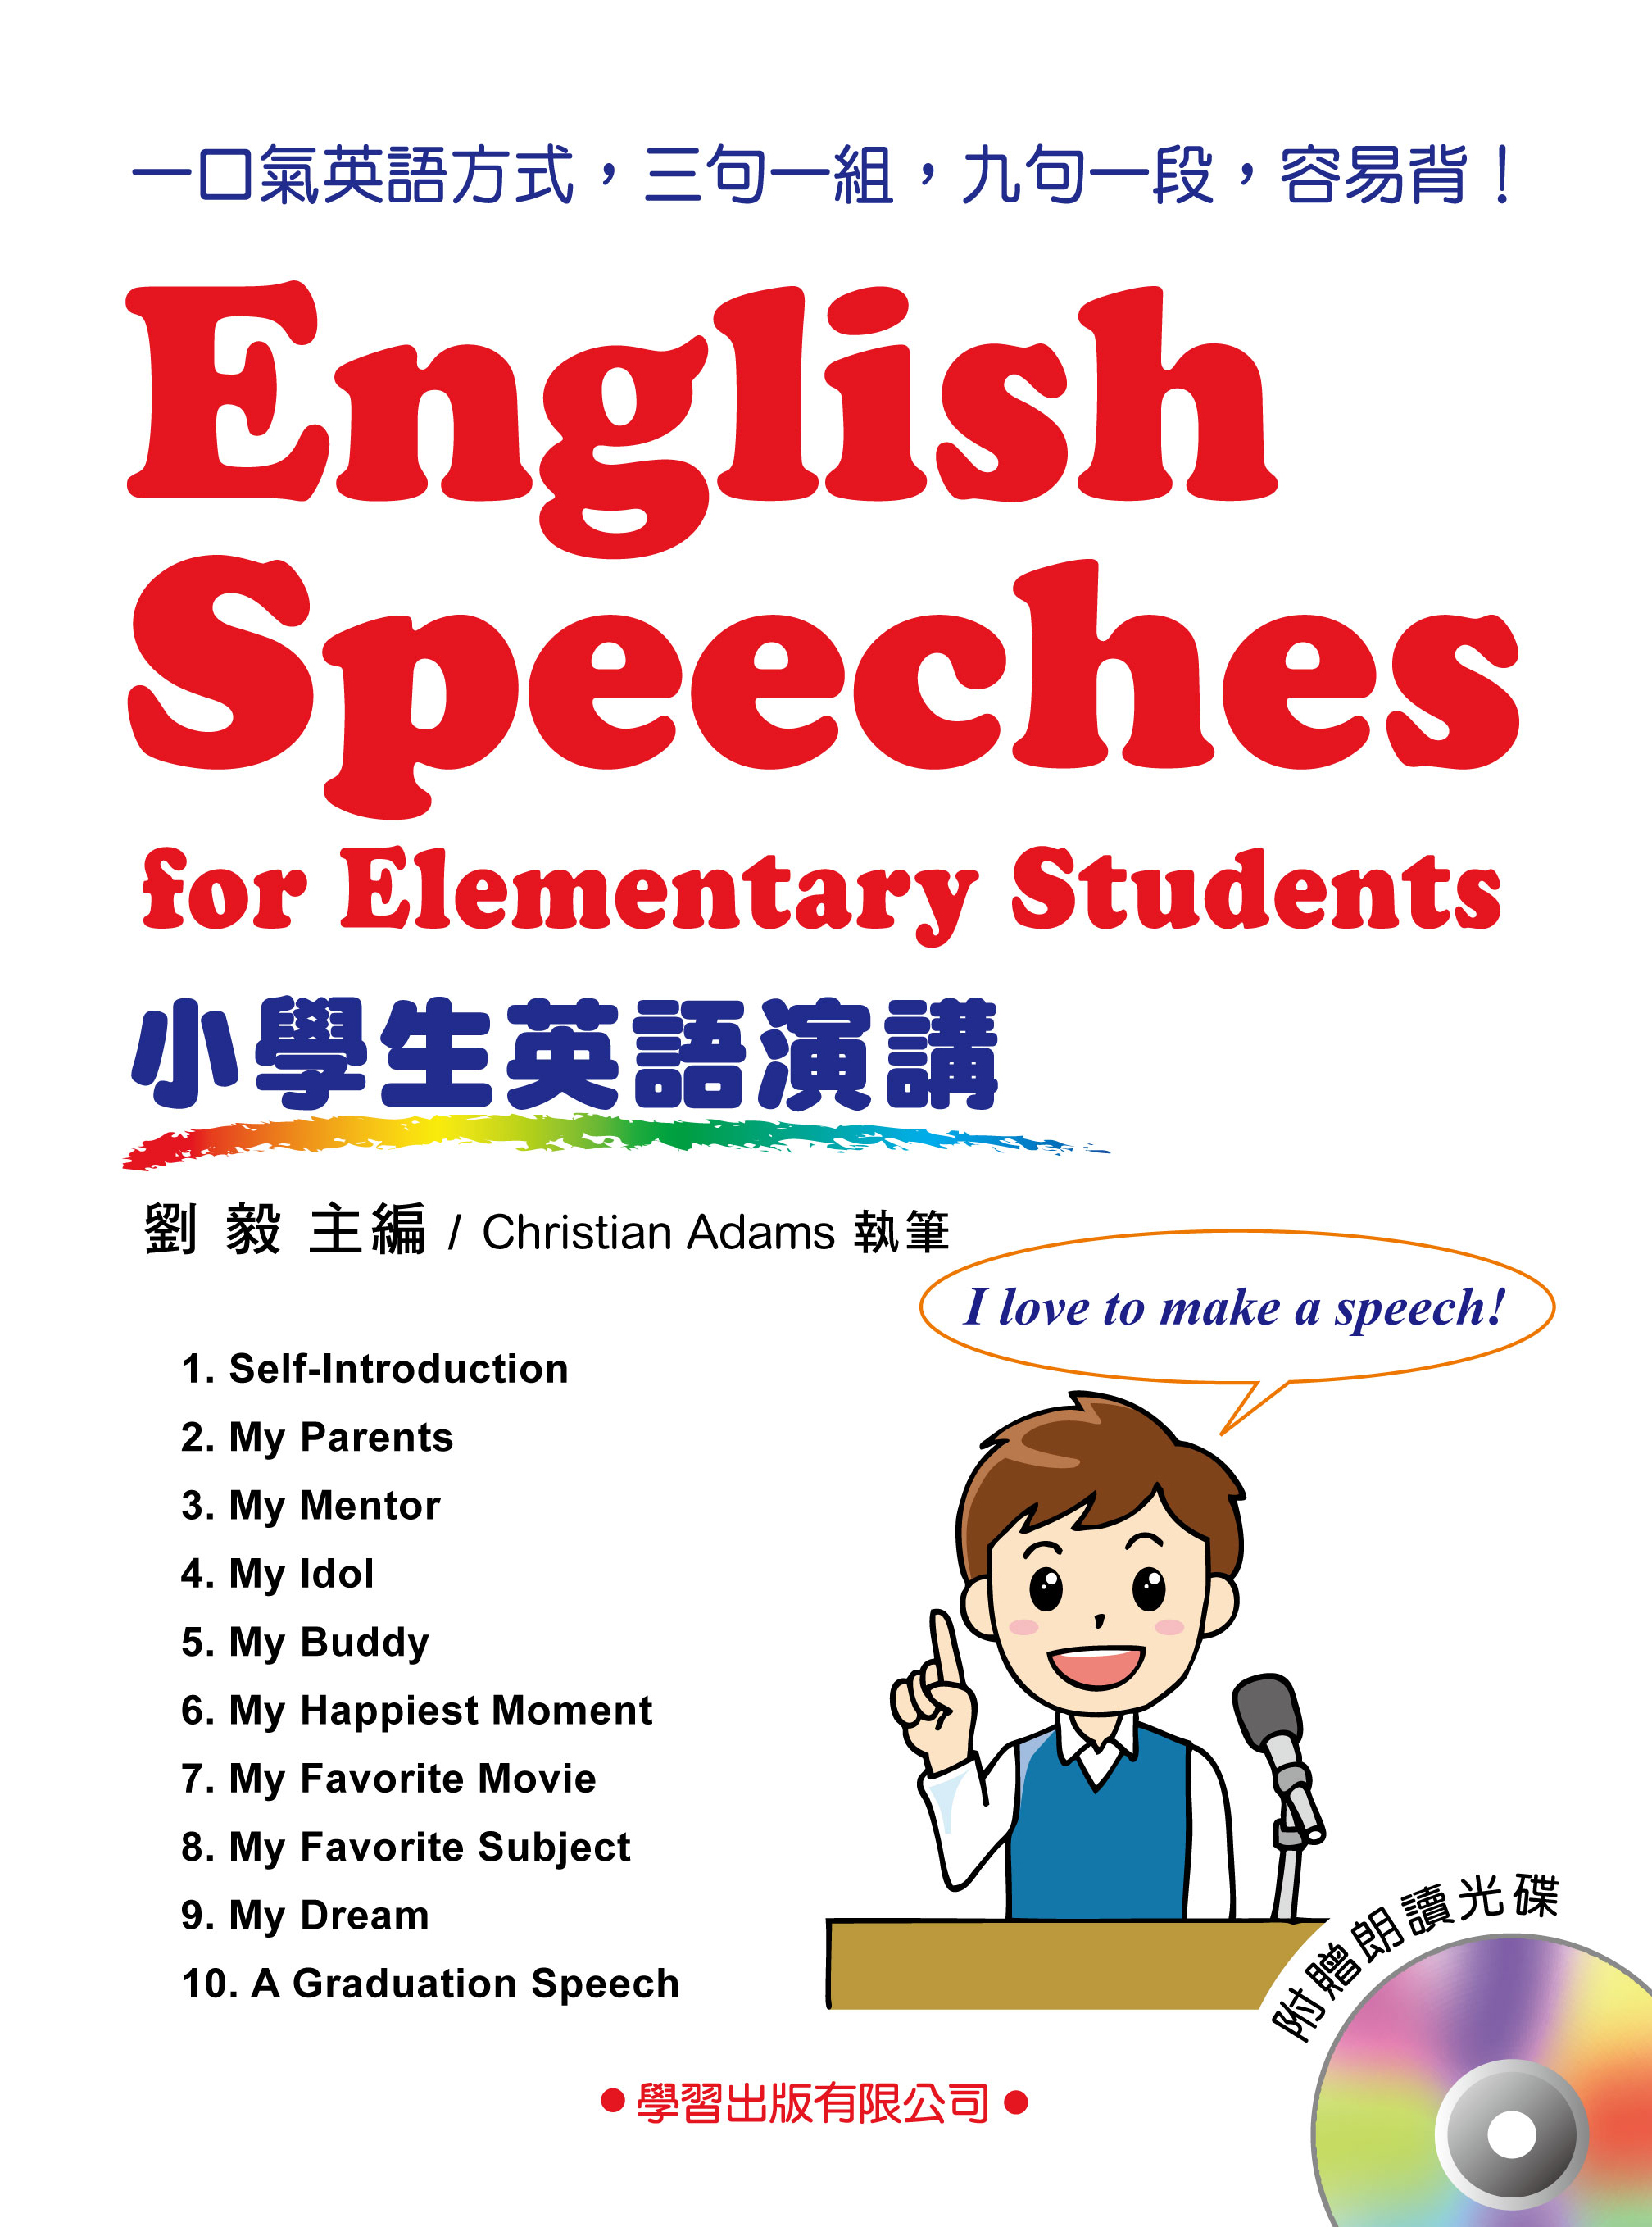 一口氣英語方式，三句一組，九句一段，容易背！
English
Speeches
for Elementary Students
小學生英語演講
劉 毅 主編 / Christian Adams 執筆
I love to make a speech!
1. Self-Introduction
2. My Parents
3. My Mentor
4. My Idol
5. My Buddy
6. My Happiest Moment
7. My Favorite Movie
8. My Favorite Subject
9. My Dream
10. A Graduation Speech
附贈朗讀光碟
● 學習出版有限公司 ●